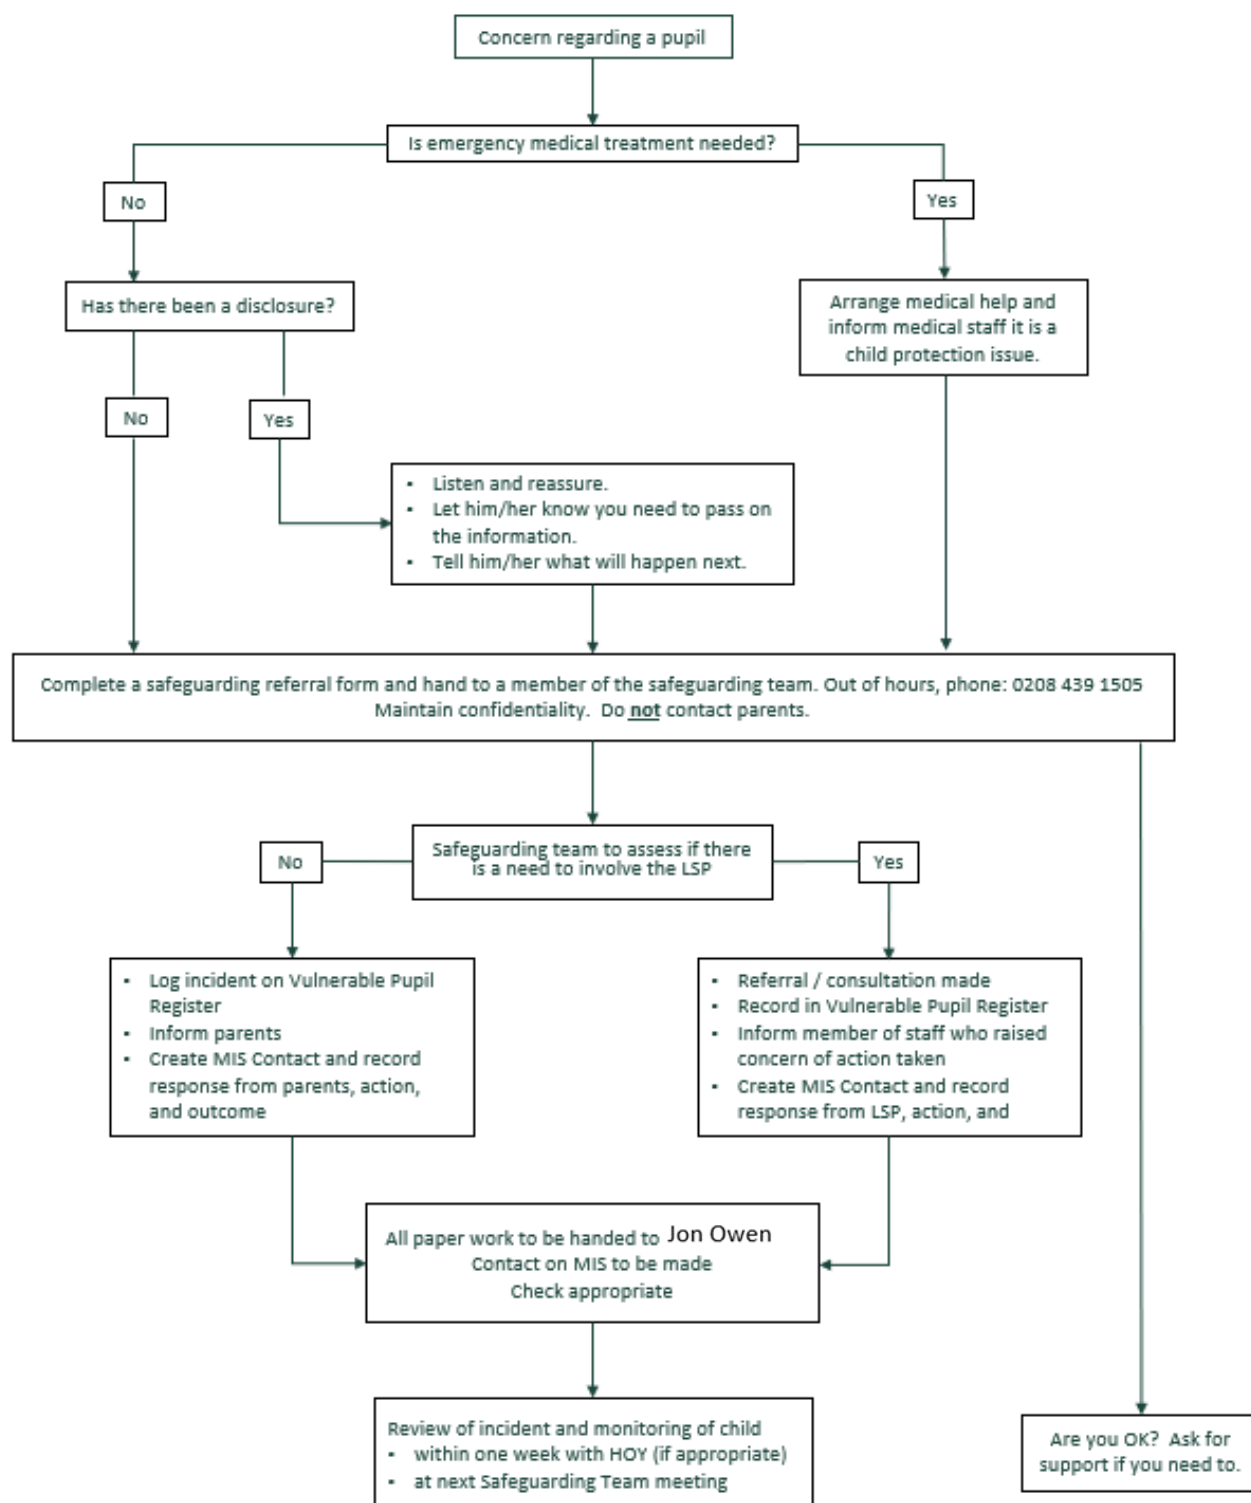 Concern regarding a pupil
Is emergency medical treatment needed?
No
Yes
Has there been a disclosure?
Arrange medical help and
inform medical staff it is a
child protection issue.
No
Yes
▪ Listen and reassure.
▪ Let him/her know you need to pass on
the information.
▪ Tell him/her what will happen next.
Complete a safeguarding referral form and hand to a member of the safeguarding team. Out of hours, phone: 0208 439 1505
Maintain confidentiality.  Do not contact parents.
No
Safeguarding team to assess if there
is a need to involve the LSP
Yes
▪ Log incident on Vulnerable Pupil
Register
▪ Inform parents
▪ Create MIS Contact and record
response from parents, action,
and outcome
▪ Referral / consultation made
▪ Record in Vulnerable Pupil Register
▪ Inform member of staff who raised
concern of action taken
▪ Create MIS Contact and record
response from LSP, action, and
All paper work to be handed to Jon Owen
Contact on MIS to be made
Check appropriate
Review of incident and monitoring of child
▪ within one week with HOY (if appropriate)
▪ at next Safeguarding Team meeting
Are you OK?  Ask for
support if you need to.